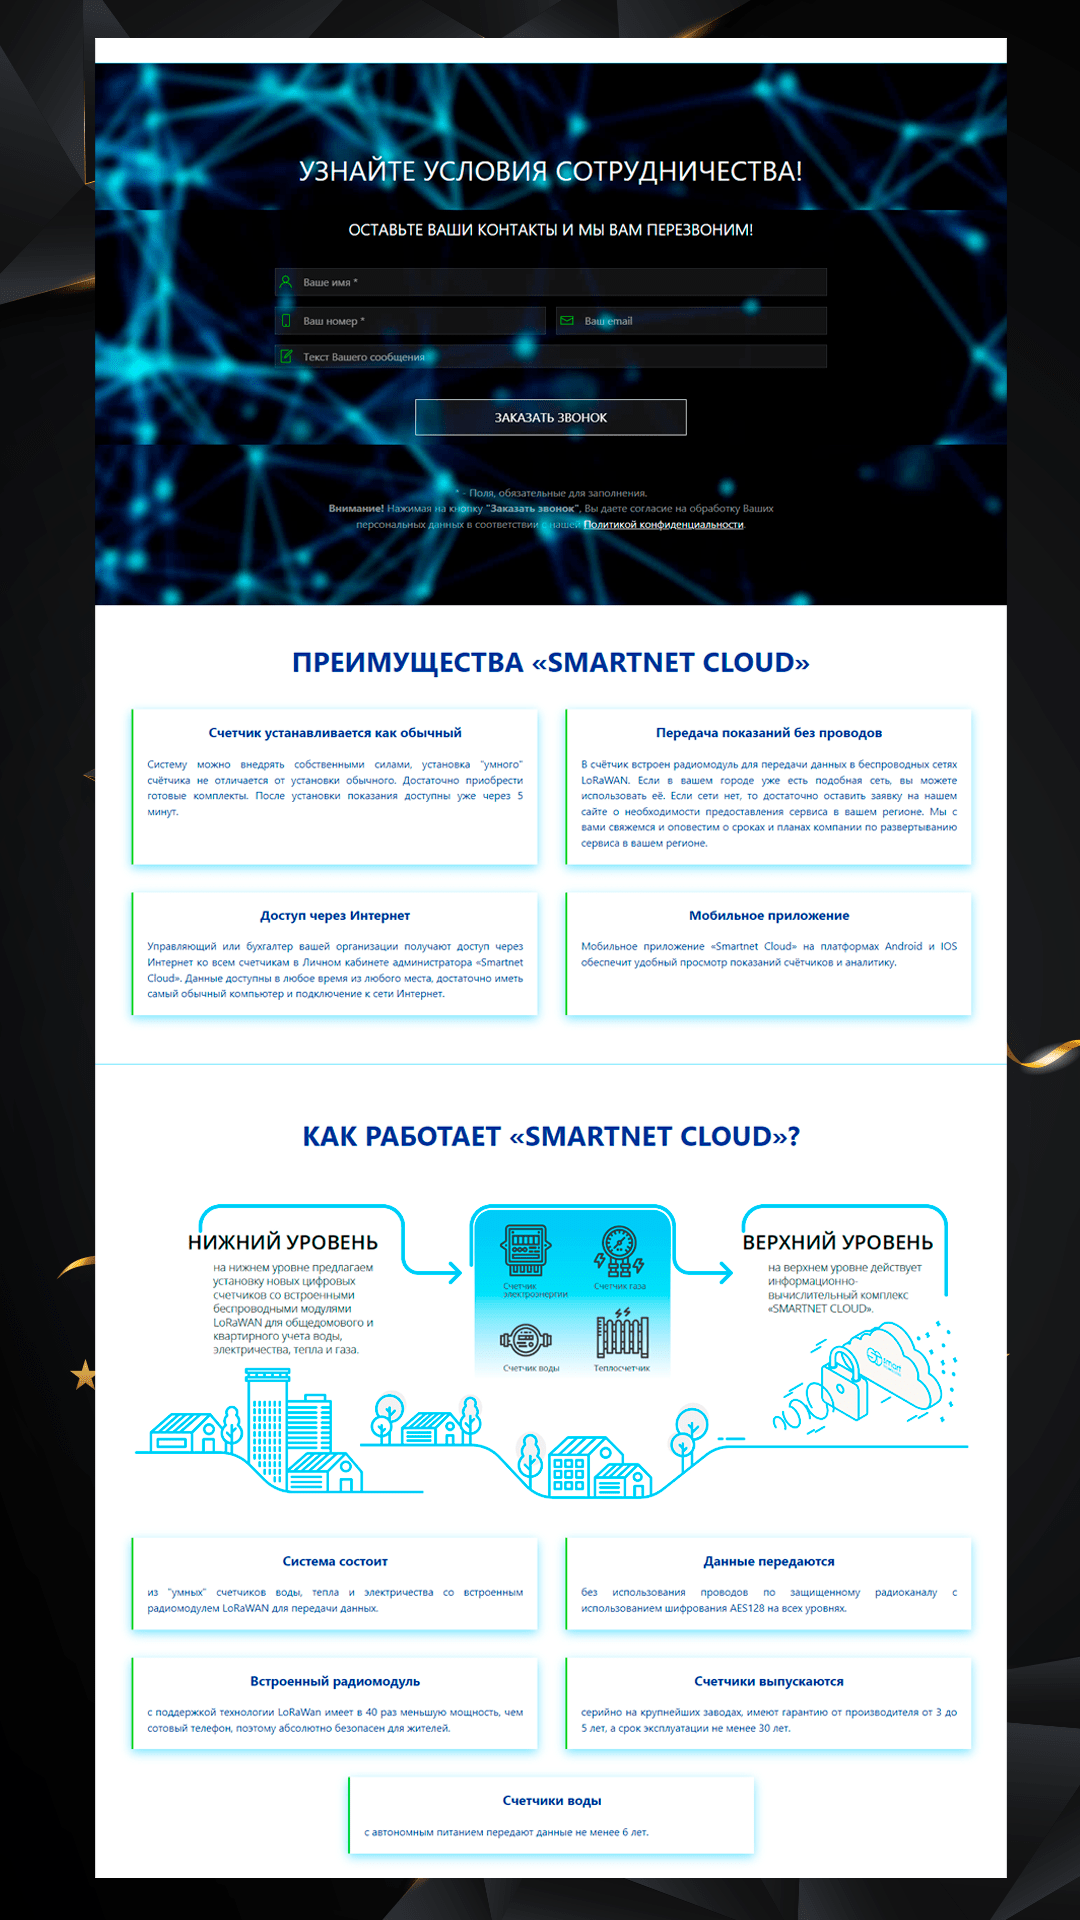 УЗНАЙТЕ УСЛОВИЯ СОТРУДНИЧЕСТВА!
ОСТАВЬТЕ ВАШИ КОНТАКТЫ И МЫ ВАМ ПЕРЕЗВОНИМ!
Ваше имя *
Ваш номер *
Ваш email
Текст Вашего сообщения
ЗАКАЗАТЬ ЗВОНОК
* - Поля, обязательные для заполнения.
Внимание! Нажимая на кнопку "Заказать звонок", Вы даете согласие на обработку Ваших
персональных данных в соответствии с нашей Политикой конфиденциальности.
ПРЕИМУЩЕСТВА «SMARTNET CLOUD»
Счетчик устанавливается как обычный
Систему можно внедрять собственными силами, установка "умного"
счётчика не отличается от установки обычного. Достаточно приобрести
готовые комплекты. После установки показания доступны уже через 5
минут.
Передача показаний без проводов
В счётчик встроен радиомодуль для передачи данных в беспроводных сетях
LoRaWAN. Если в вашем городе уже есть подобная сеть, вы можете
использовать её. Если сети нет, то достаточно оставить заявку на нашем
сайте о необходимости предоставления сервиса в вашем регионе. Мы с
вами свяжемся и оповестим о сроках и планах компании по развертыванию
сервиса в вашем регионе.
Доступ через Интернет
Управляющий или бухгалтер вашей организации получают доступ через
Интернет ко всем счетчикам в Личном кабинете администратора «Smartnet
Cloud». Данные доступны в любое время из любого места, достаточно иметь
самый обычный компьютер и подключение к сети Интернет.
Мобильное приложение
Мобильное приложение «Smartnet Cloud» на платформах Android и IOS
обеспечит удобный просмотр показаний счётчиков и аналитику.
КАК РАБОТАЕТ «SMARTNET CLOUD»?
НИЖНИЙ УРОВЕНЬ
на нижнем уровне предлагаем
установку новых цифровых
счетчиков со встроенными
беспроводными модулями
LoRaWAN для общедомового и
квартирного учета воды,
электричества, тепла и газа.
Счетчик
электроэнергии
Счетчик газа
Счетчик воды
Теплосчетчик
ВЕРХНИЙ УРОВЕНЬ
на верхнем уровне действует
информационно-
вычислительный комплекс
«SMARTNET CLOUD».
smart
Система состоит
из "умных" счетчиков воды, тепла и электричества со встроенным
радиомодулем LoRaWAN для передачи данных.
Данные передаются
без использования проводов по защищенному радиоканалу с
использованием шифрования AES128 на всех уровнях.
Встроенный радиомодуль
с поддержкой технологии LoRaWan имеет в 40 раз меньшую мощность, чем
сотовый телефон, поэтому абсолютно безопасен для жителей.
Счетчики выпускаются
серийно на крупнейших заводах, имеют гарантию от производителя от 3 до
5 лет, а срок эксплуатации не менее 30 лет.
Счетчики воды
с автономным питанием передают данные не менее 6 лет.